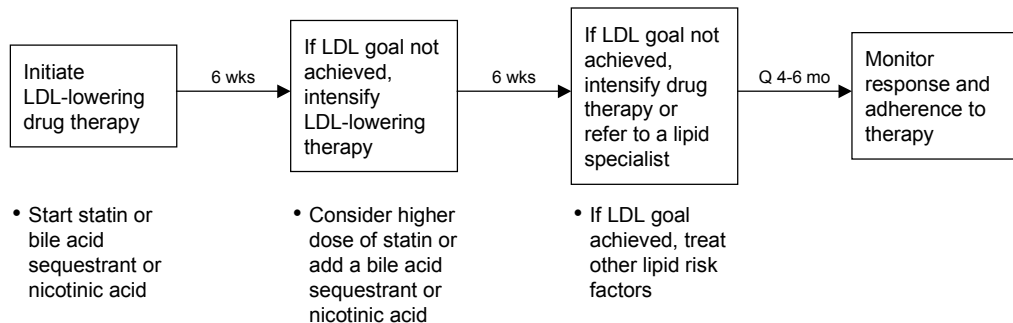 Initiate
LDL-lowering
drug therapy
6 wks
If LDL goal not
achieved,
intensify
LDL-lowering
therapy
6 wks
If LDL goal not
achieved,
intensify drug
therapy or
refer to a lipid
specialist
Q 4-6 mo
Monitor
response and
adherence to
therapy
• Start statin or
bile acid
sequestrant or
nicotinic acid
• Consider higher
dose of statin or
add a bile acid
sequestrant or
nicotinic acid
• If LDL goal
achieved, treat
other lipid risk
factors